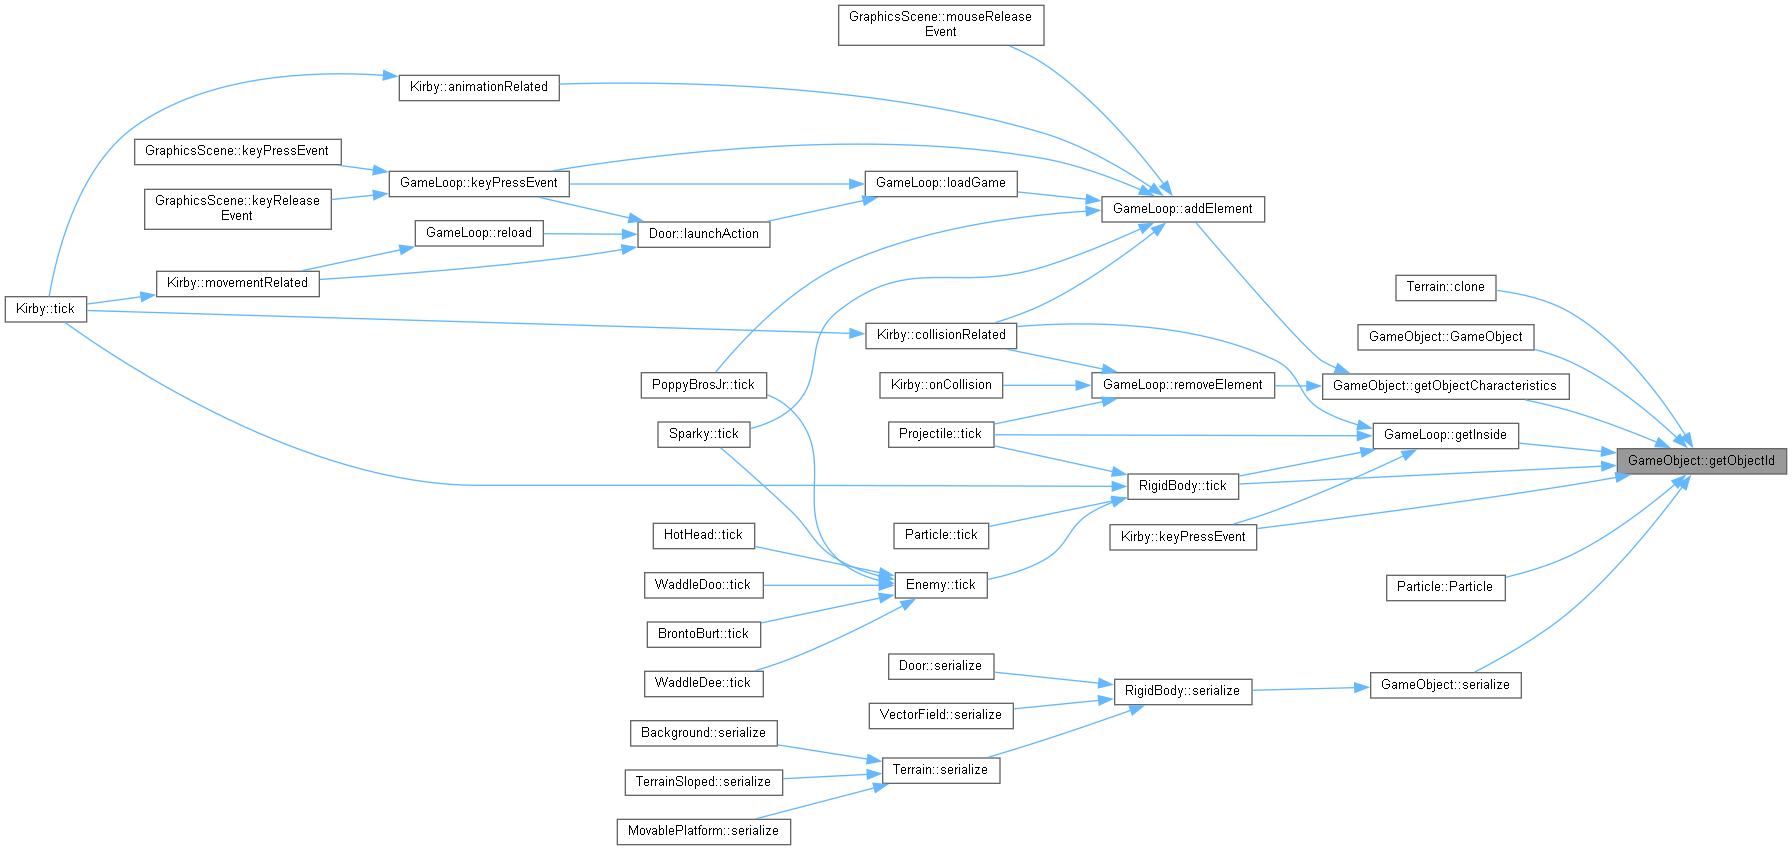 GraphicsScene::mouseRelease
Event
Kirby::animationRelated
GraphicsScene::keyPressEvent
GameLoop::keyPressEvent
GameLoop::loadGame
GraphicsScene::keyRelease
Event
GameLoop::addElement
GameLoop::reload
Door::launchAction
Kirby::movementRelated
Terrain::clone
Kirby::tick
Kirby::collisionRelated
GameObject::GameObject
PoppyBrosJr::tick
Kirby::onCollision
GameLoop::removeElement
GameObject::getObjectCharacteristics
Sparky::tick
Projectile::tick
GameLoop::getInside
GameObject::getObjectId
RigidBody::tick
HotHead::tick
Particle::tick
Kirby::keyPressEvent
WaddleDoo::tick
Enemy::tick
Particle::Particle
BrontoBurt::tick
Door::serialize
WaddleDee::tick
RigidBody::serialize
GameObject::serialize
VectorField::serialize
Background::serialize
Terrain::serialize
TerrainSloped::serialize
MovablePlatform::serialize